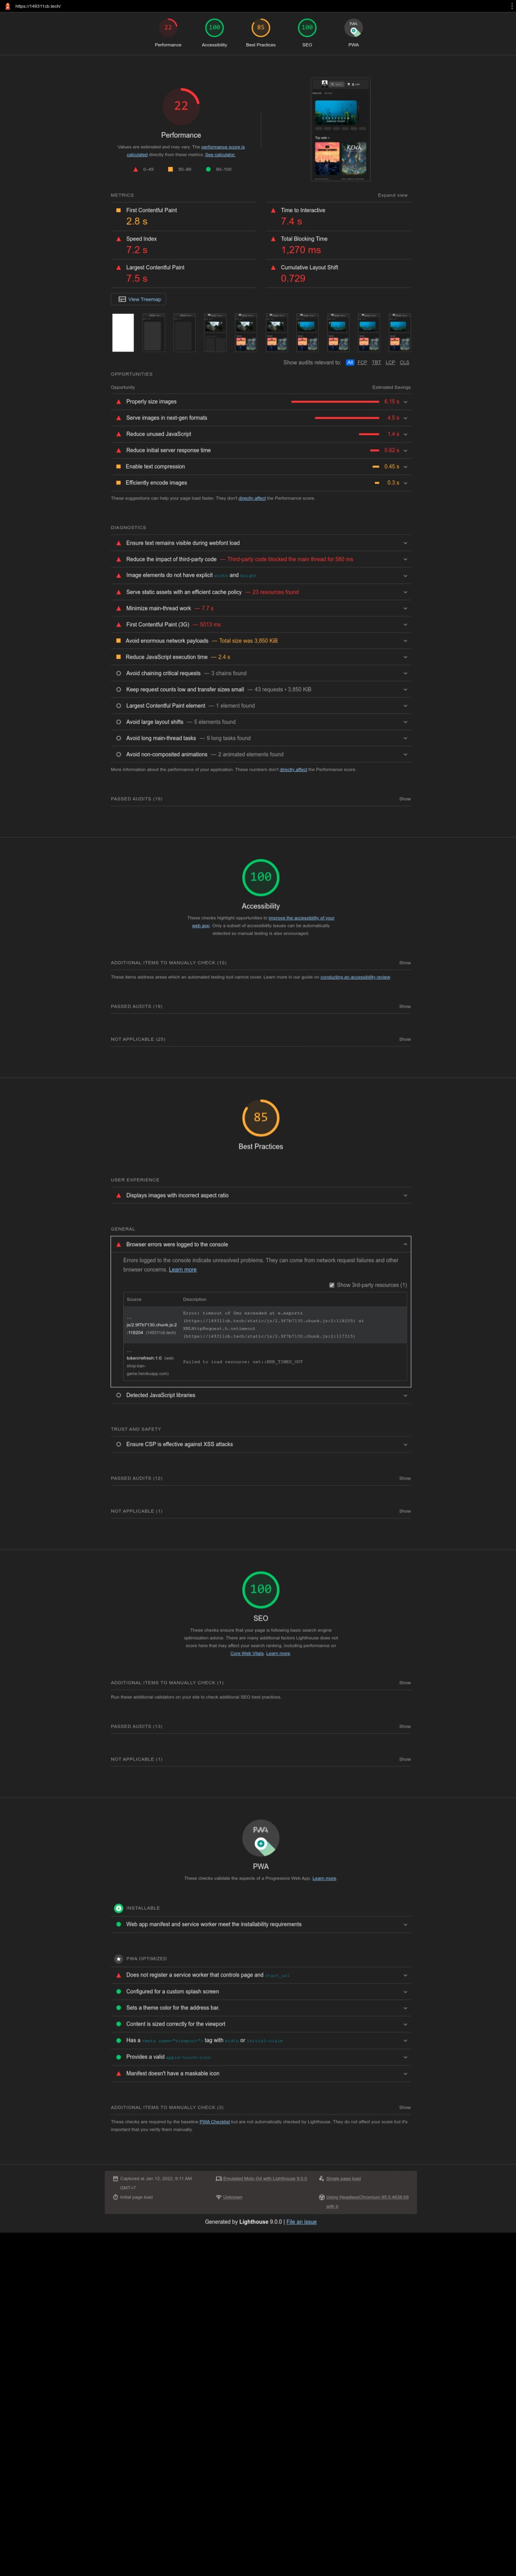 https://149311cb.tech/
22
100
85
100
PWA
Performance
Accessibility
Best Practices
SEO
PWA
22
Performance
Values are estimated and may vary. The performance score is
calculated directly from these metrics. See calculator.
0–49
50–89
90–100
METRICS
Expand view
First Contentful Paint
2.8 s
Time to Interactive
7.4 s
Speed Index
7.2 s
Total Blocking Time
1,270 ms
Largest Contentful Paint
7.5 s
Cumulative Layout Shift
0.729
View Treemap
Show audits relevant to: All FCP TBT LCP CLS
OPPORTUNITIES
Opportunity
Estimated Savings
Properly size images
6.15 s
Serve images in next-gen formats
4.5 s
Reduce unused JavaScript
1.4 s
Reduce initial server response time
0.62 s
Enable text compression
0.45 s
Efficiently encode images
0.3 s
These suggestions can help your page load faster. They don't directly affect the Performance score.
DIAGNOSTICS
Ensure text remains visible during webfont load
Reduce the impact of third-party code — Third-party code blocked the main thread for 580 ms
Image elements do not have explicit width and height
Serve static assets with an efficient cache policy — 23 resources found
Minimize main-thread work — 7.7 s
First Contentful Paint (3G) — 5013 ms
Avoid enormous network payloads — Total size was 3,850 KiB
Reduce JavaScript execution time — 2.4 s
Avoid chaining critical requests — 3 chains found
Keep request counts low and transfer sizes small — 43 requests • 3,850 KiB
Largest Contentful Paint element — 1 element found
Avoid large layout shifts — 5 elements found
Avoid long main-thread tasks — 9 long tasks found
Avoid non-composited animations — 2 animated elements found
More information about the performance of your application. These numbers don't directly affect the Performance score.
PASSED AUDITS (19)
Show
100
Accessibility
These checks highlight opportunities to improve the accessibility of your
web app. Only a subset of accessibility issues can be automatically
detected so manual testing is also encouraged.
ADDITIONAL ITEMS TO MANUALLY CHECK (10)
Show
These items address areas which an automated testing tool cannot cover. Learn more in our guide on conducting an accessibility review.
PASSED AUDITS (19)
Show
NOT APPLICABLE (25)
Show
85
Best Practices
USER EXPERIENCE
Displays images with incorrect aspect ratio
GENERAL
Browser errors were logged to the console
Errors logged to the console indicate unresolved problems. They can come from network request failures and other
browser concerns. Learn more
Show 3rd-party resources (1)
Source
Description
Error: timeout of 0ms exceeded at e.exports
…js/2.9f7b7130.chunk.js:2
:118204 (149311cb.tech)
XMLHttpRequest.h.ontimeout
Failed to load resource: net::ERR_TIMED_OUT
Detected JavaScript libraries
TRUST AND SAFETY
Ensure CSP is effective against XSS attacks
PASSED AUDITS (12)
Show
NOT APPLICABLE (1)
Show
100
SEO
These checks ensure that your page is following basic search engine
optimization advice. There are many additional factors Lighthouse does not
score here that may affect your search ranking, including performance on
Core Web Vitals. Learn more.
ADDITIONAL ITEMS TO MANUALLY CHECK (1)
Show
Run these additional validators on your site to check additional SEO best practices.
PASSED AUDITS (13)
Show
NOT APPLICABLE (1)
Show
PWA
PWA
These checks validate the aspects of a Progressive Web App. Learn more.
INSTALLABLE
Web app manifest and service worker meet the installability requirements
PWA OPTIMIZED
Does not register a service worker that controls page and start_url
Configured for a custom splash screen
Sets a theme color for the address bar.
Content is sized correctly for the viewport
Has a <meta name="viewport"> tag with width or initial-scale
Provides a valid apple-touch-icon
Manifest doesn't have a maskable icon
ADDITIONAL ITEMS TO MANUALLY CHECK (3)
Show
These checks are required by the baseline PWA Checklist but are not automatically checked by Lighthouse. They do not affect your score but it's
important that you verify them manually.
Captured at Jan 12, 2022, 9:11 AM
GMT+7
Emulated Moto G4 with Lighthouse 9.0.0
Single page load
Initial page load
Unknown
Using HeadlessChromium 95.0.4638.69
with lr
Generated by Lighthouse 9.0.0 | File an issue